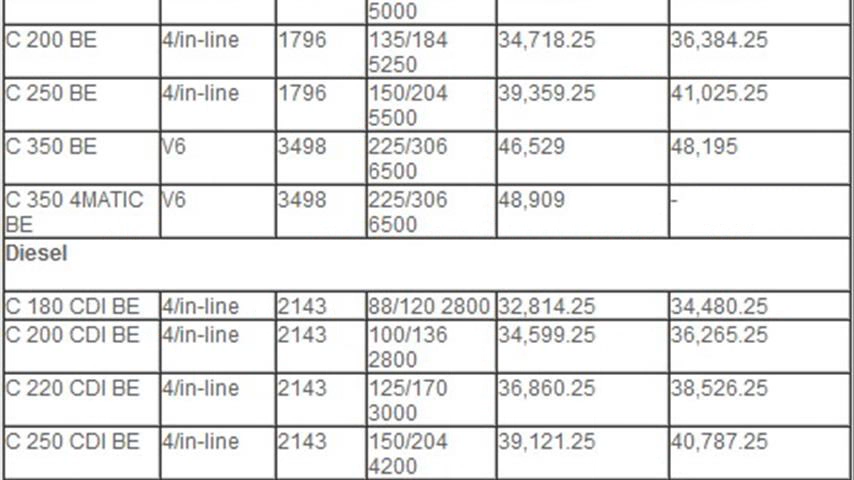 5000
C 200 BE 4/in-line 1796 135/184 34,718.25 36,384.25
5250
C 250 BE 4/in-line 1796 150/204 39,359.25 41,025.25
5500
C 350 BE V6 3498 225/306 46,529 48,195
6500
C 350 4MATIC V6 3498 225/306 48,909 -
BE 6500
Diesel
C 180 CDI BE 4/in-line 2143 88/120 2800 32,814.25 34,480.25
C 200 CDI BE 4/in-line 2143 100/136 34,599.25 36,265.25
2800
C 220 CDI BE 4/in-line 2143 125/170 36,860.25 38,526.25
3000
C 250 CDI BE 4/in-line 2143 150/204 39,121.25 40,787.25
4200